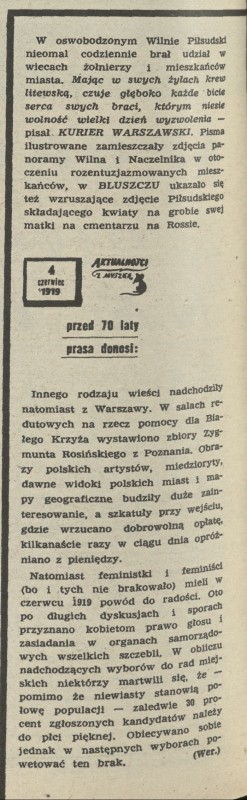 W oswobodzonym Wilnie Piłsudski
nieomal codziennie brał udział w
wiecach żołnierzy i mieszkańców
miasta. Mając w swych żyłach krew
litewską, czuje głęboko każde bicie
serca swych braci, którym niesie
wolność wielki dzień wyzwolenia —
pisał KURIER WARSZAWSKI. Pisma
ilustrowane zamieszczały zdjęcia pa-
noramy Wilna i Naczelnika w oto-
czeniu rozentuzjazmowanych miesz-
kańców, w BLUSZCZU ukazało się
też wzruszające zdjęcie Piłsudskiego
składającego kwiaty na grobie swej
matki na cmentarzu na Rossie.
4
czerwiec
1919
AKTUALNOŚCI
Z MUSZKĄ
przed 70 laty
prasa donosi:
Innego rodzaju wieści nadchodziły
natomiast z Warszawy. W salach re-
dutowych na rzecz pomocy dla Bia-
łego Krzyża wystawiono zbiory Zyg-
munta Rosińskiego z Poznania. Obra-
zy polskich artystów, miedzioryty,
dawne widoki polskich miast i ma-
py geograficzne budziły duże zain-
teresowanie, a szkatuły przy wejściu,
gdzie wrzucano dobrowolną opłatę,
kilkanaście razy w ciągu dnia opróż-
niano z pieniędzy.
Natomiast feministki i feminiści
(bo i tych nie brakowało) mieli w
czerwcu 1919 powód do radości. Oto
po długich dyskusjach i sporach
przyznano kobietom prawo głosu i
zasiadania w organach samorządo-
wych wszelkich szczebli. W obliczu
nadchodzących wyborów do rad miej-
skich niektórzy martwili się, że —
pomimo że niewiasty stanowią po-
łowę populacji — zaledwie 30 pro-
cent zgłoszonych kandydatów należy
do płci pięknej. Obiecywano sobie
jednak w następnych wyborach po-
wetować ten brak. (Wer.)